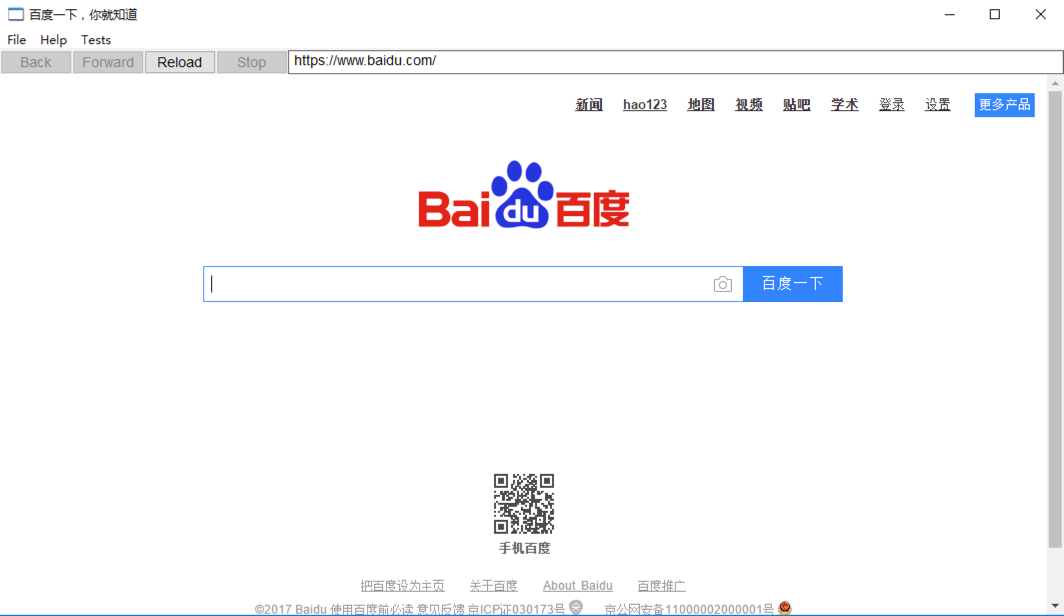 百度一下，你就知道
File Help Tests
Back Forward Reload Stop https://www.baidu.com/
新闻 hao123 地图 视频 贴吧 学术 登录 设置 更多产品
Bai du 百度
百度一下
手机百度
把百度设为主页 关于百度 About Baidu 百度推广
©2017 Baidu 使用百度前必读 意见反馈 京ICP证030173号 京公网安备11000002000001号